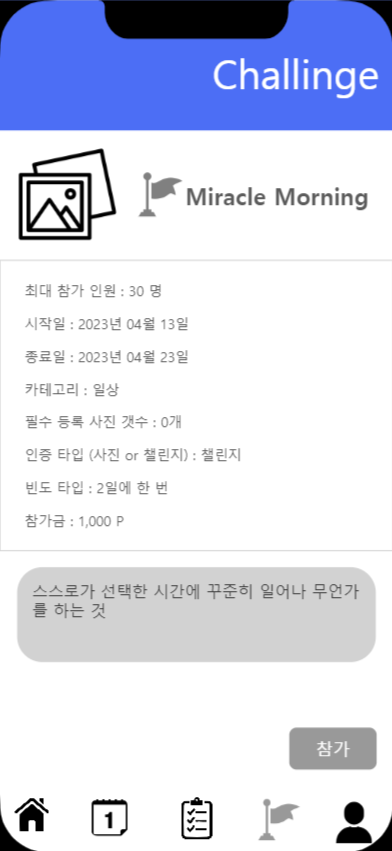 Challinge
Miracle Morning
최대 참가 인원 : 30 명
시작일 : 2023년 04월 13일
종료일 : 2023년 04월 23일
카테고리 : 일상
필수 등록 사진 갯수 : 0개
인증 타입 (사진 or 챌린지) : 챌린지
빈도 타입 : 2일에 한 번
참가금 : 1,000 P
스스로가 선택한 시간에 꾸준히 일어나 무언가
를 하는 것
참가
1